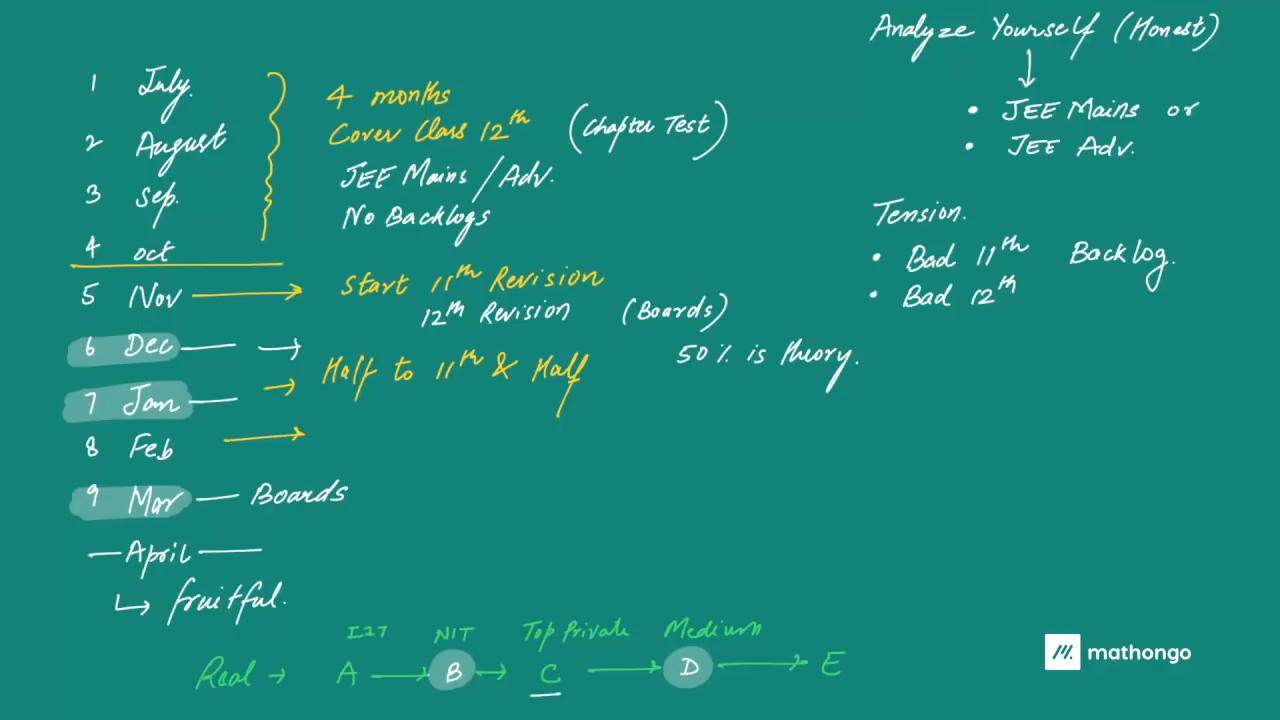 Analyze Yourself (Honest)
• JEE Mains or
• JEE Adv.
Tension.
• Bad 11th Backlog.
• Bad 12th
1 July.
2 August
3 Sep.
4 Oct
4 months
Cover Class 12th (Chapter Test)
JEE Mains / Adv.
No Backlogs
5 Nov → Start 11th Revision
12th Revision (Boards)
50% is theory.
6 Dec — →
Half to 11th & Half
7 Jan — →
8 Feb →
9 Mar — Boards
— April —
↳ fruitful.
IIT NIT Top Private Medium
Real → A → B → C → D → E
mathongo